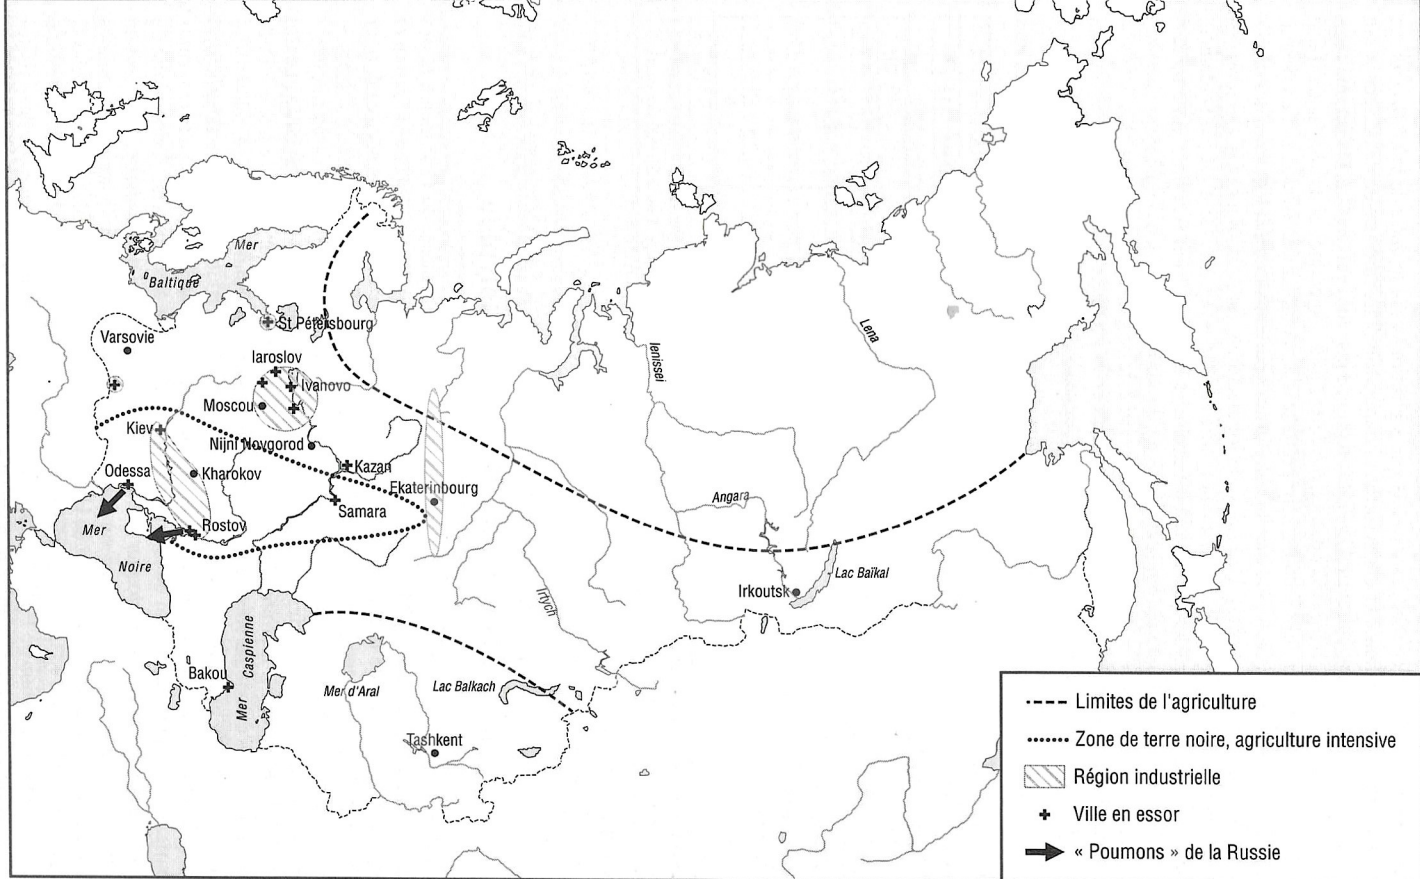 Mer
Baltique
St Pétersbourg
Varsovie
Iaroslov
Ivanovo
Moscou
Kiev
Nijni Novgorod
Kazan
Odessa
Kharokov
Ekaterinbourg
Samara
Rostov
Mer
Noire
Ienissei
Lena
Angara
Lac Baïkal
Irkoutsk
Irtych
Mer Caspienne
Bakou
Mer d'Aral
Lac Balkach
Tashkent
Limites de l'agriculture
Zone de terre noire, agriculture intensive
Région industrielle
Ville en essor
« Poumons » de la Russie